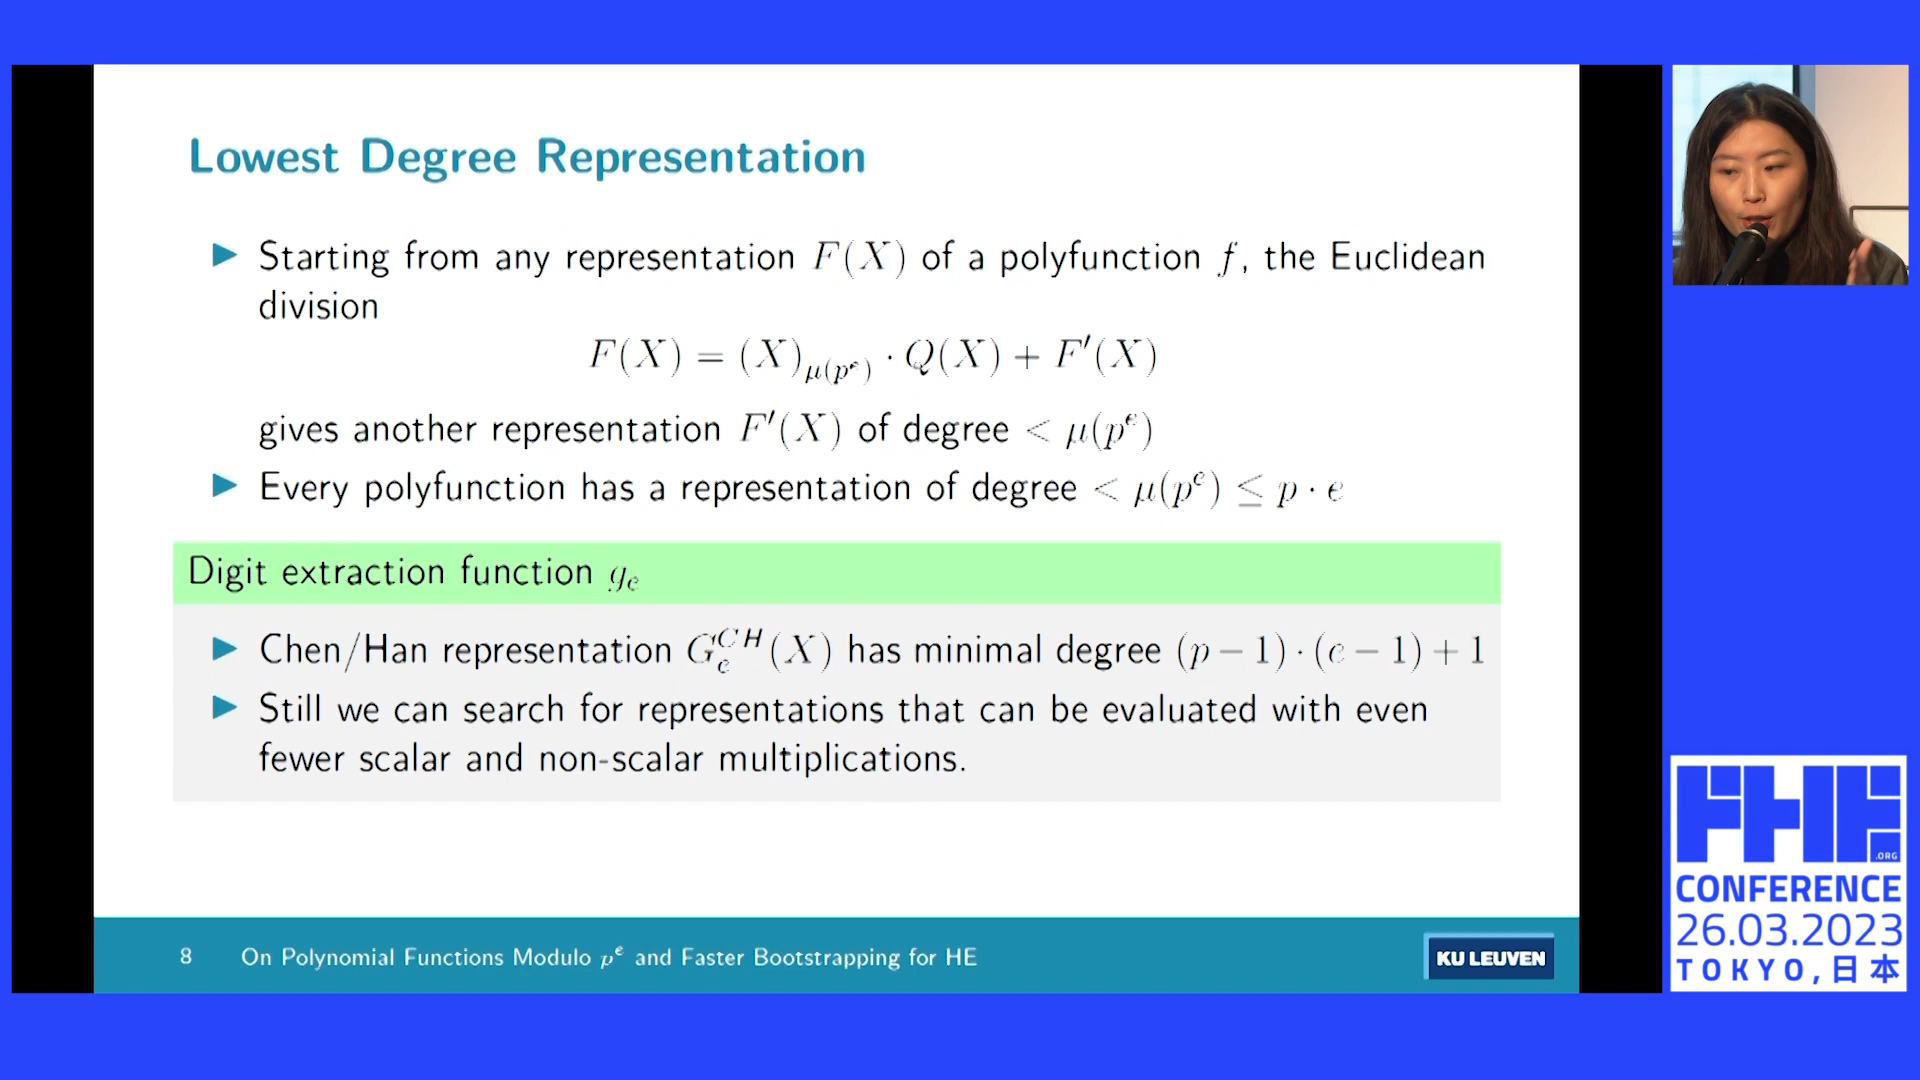 Lowest Degree Representation
▶ Starting from any representation F(X) of a polyfunction f, the Euclidean
division
F(X) = (X)_{μ(p^e)} · Q(X) + F′(X)
gives another representation F′(X) of degree < μ(p^e)
▶ Every polyfunction has a representation of degree < μ(p^e) ≤ p · e
Digit extraction function g_e
▶ Chen/Han representation G_e^{CH}(X) has minimal degree (p − 1) · (e − 1) + 1
▶ Still we can search for representations that can be evaluated with even
fewer scalar and non-scalar multiplications.
8 On Polynomial Functions Modulo p^e and Faster Bootstrapping for HE
KU LEUVEN
FHE
.ORG
CONFERENCE
26.03.2023
TOKYO,日本